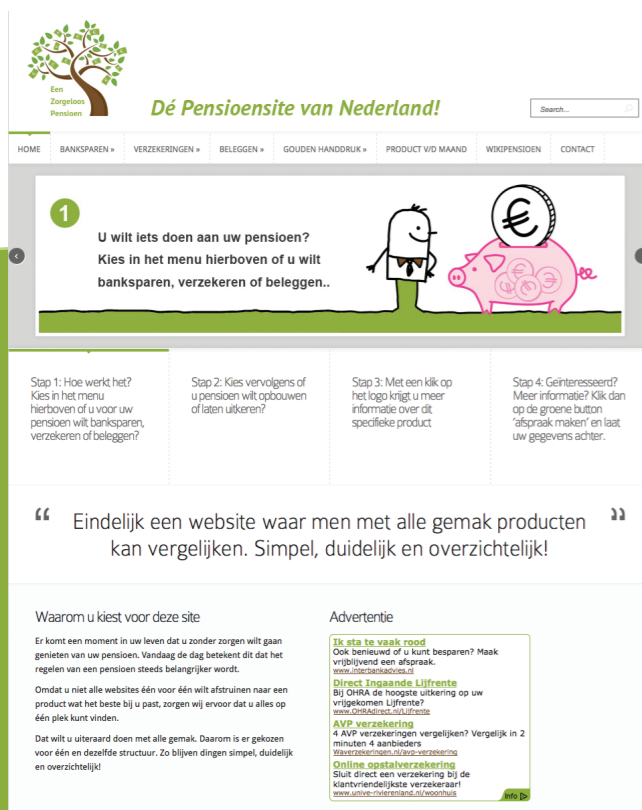 Een
Zorgeloos
Pensioen
Dé Pensioensite van Nederland!
Search...
HOME BANKSPAREN » VERZEKERINGEN » BELEGGEN » GOUDEN HANDDRUK » PRODUCT V/D MAAND WIKIPENSIOEN CONTACT
1
U wilt iets doen aan uw pensioen?
Kies in het menu hierboven of u wilt
banksparen, verzekeren of beleggen..
€
€
€
€
€
Stap 1: Hoe werkt het?
Kies in het menu
hierboven of u voor uw
pensioen wilt banksparen,
verzekeren of beleggen?
Stap 2: Kies vervolgens of
u pensioen wilt opbouwen
of laten uitkeren?
Stap 3: Met een klik op
het logo krijgt u meer
informatie over dit
specifieke product
Stap 4: Geïnteresseerd?
Meer informatie? Klik dan
op de groene button
'afspraak maken' en laat
uw gegevens achter.
“ Eindelijk een website waar men met alle gemak producten ”
kan vergelijken. Simpel, duidelijk en overzichtelijk!
Waarom u kiest voor deze site
Er komt een moment in uw leven dat u zonder zorgen wilt gaan
genieten van uw pensioen. Vandaag de dag betekent dit dat het
regelen van een pensioen steeds belangrijker wordt.
Omdat u niet alle websites één voor één wilt afstruinen naar een
product wat het beste bij u past, zorgen wij ervoor dat u alles op
één plek kunt vinden.
Dat wilt u uiteraard doen met alle gemak. Daarom is er gekozen
voor één en dezelfde structuur. Zo blijven dingen simpel, duidelijk
en overzichtelijk!
Advertentie
Ik sta te vaak rood
Ook benieuwd of u kunt besparen? Maak
vrijblijvend een afspraak.
www.interbankadvies.nl
Direct Ingaande Lijfrente
Bij OHRA de hoogste uitkering op uw
vrijgekomen Lijfrente?
www.OHRAdirect.nl/Lijfrente
AVP verzekering
4 AVP verzekeringen vergelijken? Vergelijk in 2
minuten 4 aanbieders
Waverzekeringen.nl/avp-verzekering
Online opstalverzekering
Sluit direct een verzekering bij de
klantvriendelijkste verzekeraar!
www.unive-rivierenland.nl/woonhuis
Info